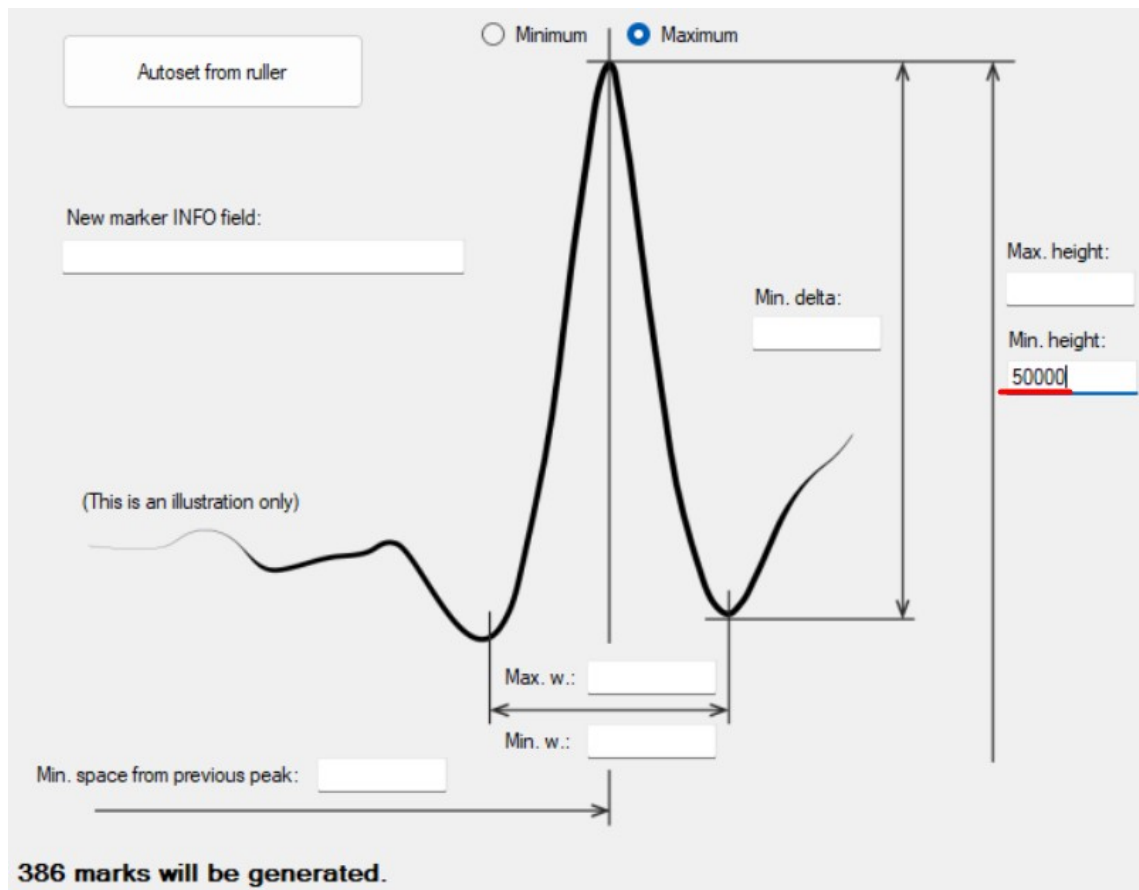 Minimum
Maximum
Autoset from ruller
New marker INFO field:
Max. height:
Min. delta:
Min. height:
50000
(This is an illustration only)
Max. w.:
Min. w.:
Min. space from previous peak:
386 marks will be generated.